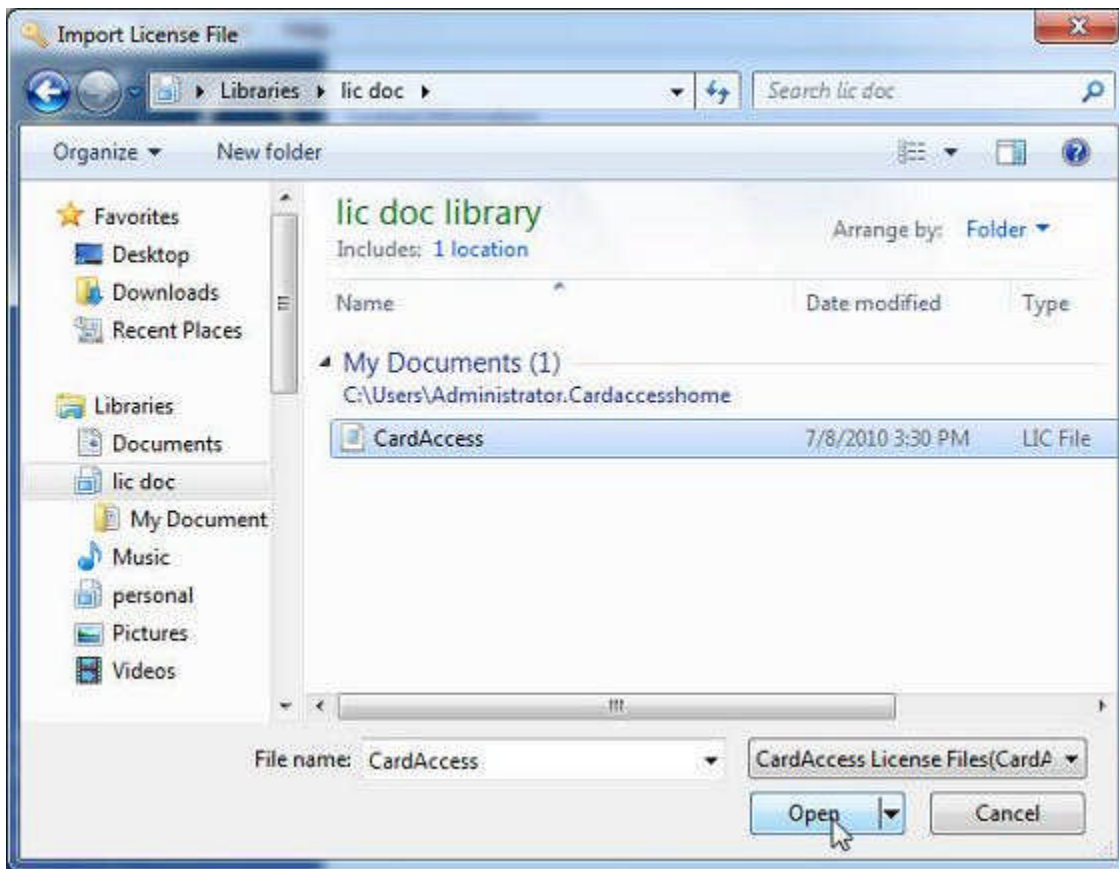 Import License File
Libraries lic doc
Search lic doc
Organize New folder
Favorites
Desktop
Downloads
Recent Places
Libraries
Documents
lic doc
My Document
Music
personal
Pictures
Videos
lic doc library
Includes: 1 location
Arrange by: Folder
Name Date modified Type
My Documents (1)
C:\Users\Administrator.Cardaccesshome
CardAccess 7/8/2010 3:30 PM LIC File
File name: CardAccess
CardAccess License Files(CardA
Open Cancel